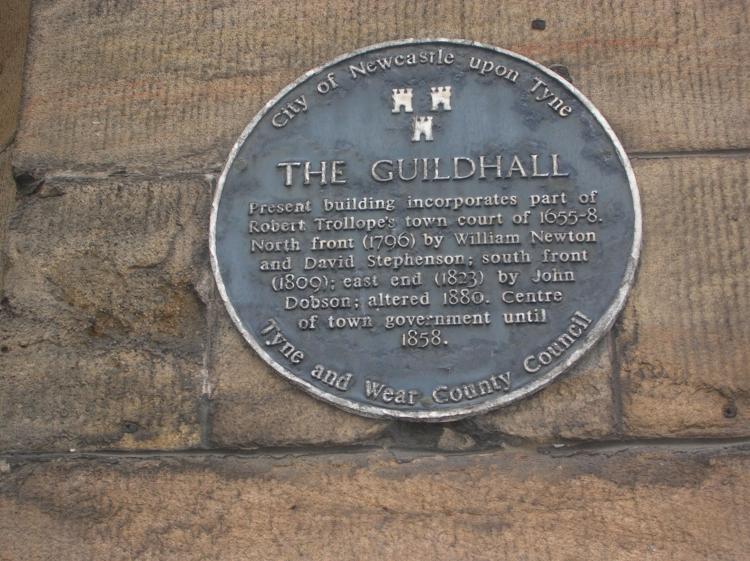 City of Newcastle upon Tyne
THE GUILDHALL
Present building incorporates part of
Robert Trollope's town court of 1655-8.
North front (1796) by William Newton
and David Stephenson; south front
(1809); east end (1823) by John
Dobson; altered 1880. Centre
of town government until
1858.
Tyne and Wear County Council